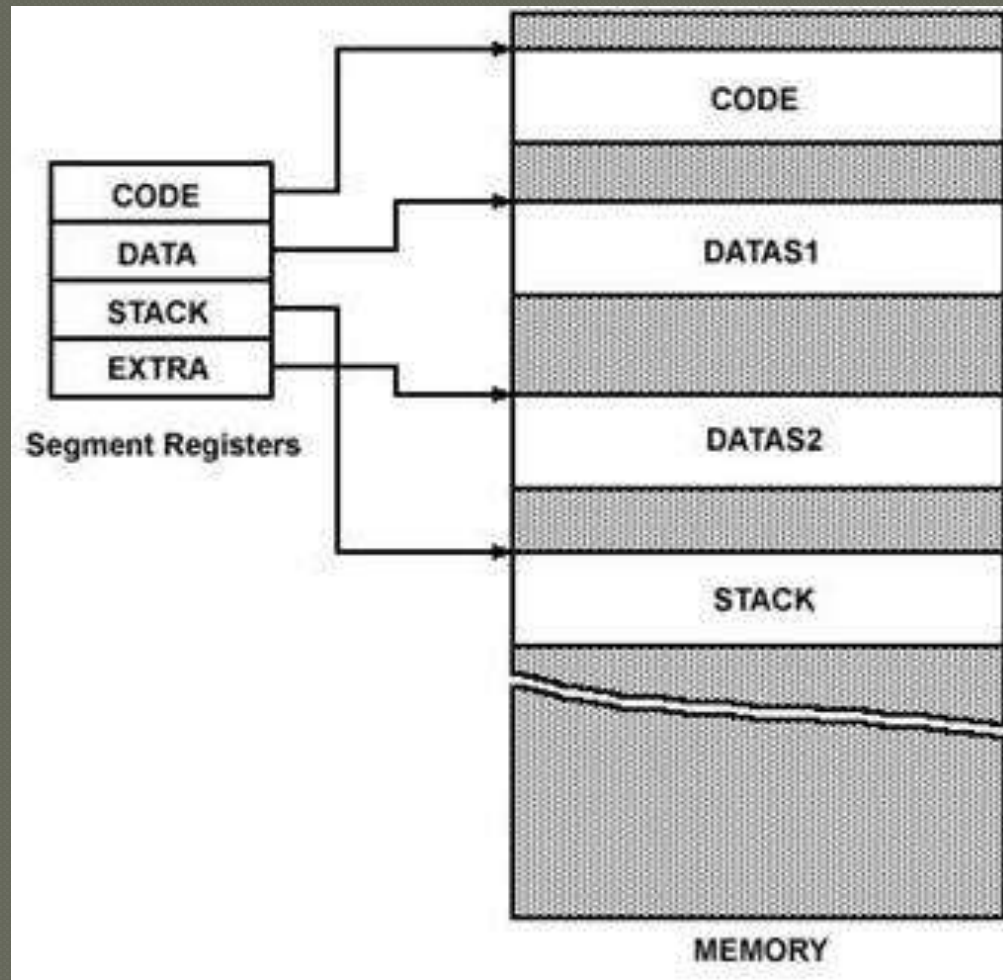 CODE
DATA
STACK
EXTRA
Segment Registers
CODE
DATAS1
DATAS2
STACK
MEMORY